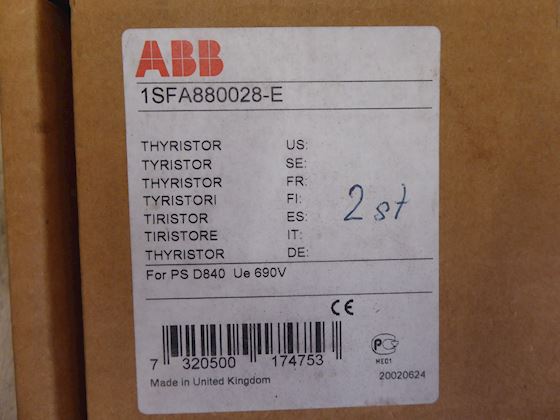 ABB
1SFA880028-E
THYRISTOR US:
TYRISTOR SE:
THYRISTOR FR:
TYRISTORI FI:
TIRISTOR ES:
TIRISTORE IT:
THYRISTOR DE:
2 st
For PS D840 Ue 690V
CE
7 320500 174753
ME01
Made in United Kingdom 20020624